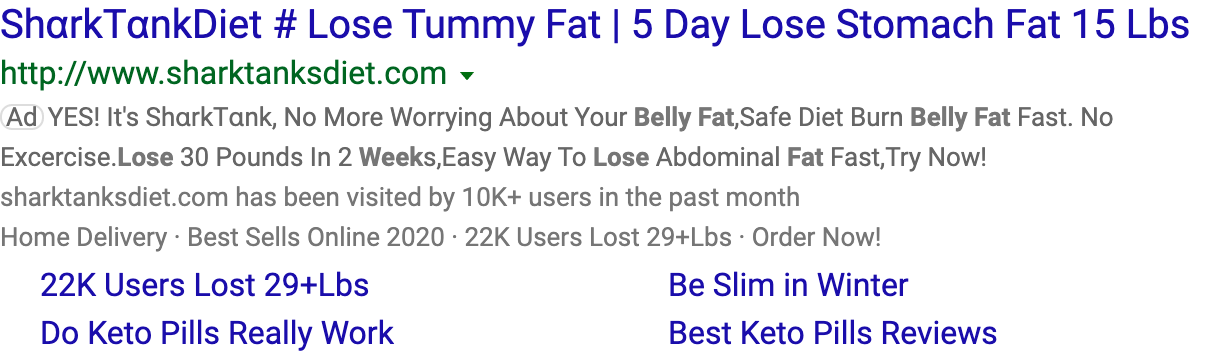 ShɑrkTɑnkDiet # Lose Tummy Fat | 5 Day Lose Stomach Fat 15 Lbs
http://www.sharktanksdiet.com
Ad YES! It's ShɑrkTɑnk, No More Worrying About Your Belly Fat,Safe Diet Burn Belly Fat Fast. No
Excercise.Lose 30 Pounds In 2 Weeks,Easy Way To Lose Abdominal Fat Fast,Try Now!
sharktanksdiet.com has been visited by 10K+ users in the past month
Home Delivery · Best Sells Online 2020 · 22K Users Lost 29+Lbs · Order Now!
22K Users Lost 29+Lbs
Be Slim in Winter
Do Keto Pills Really Work
Best Keto Pills Reviews